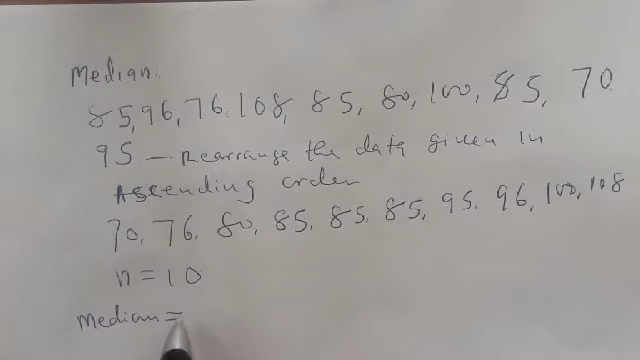 Median.
85, 96, 76, 108, 85, 80, 100, 85, 70
95 – Rearrange the data given in
Ascending order
70, 76, 80, 85, 85, 85, 95, 96, 100, 108
n = 10
Median =